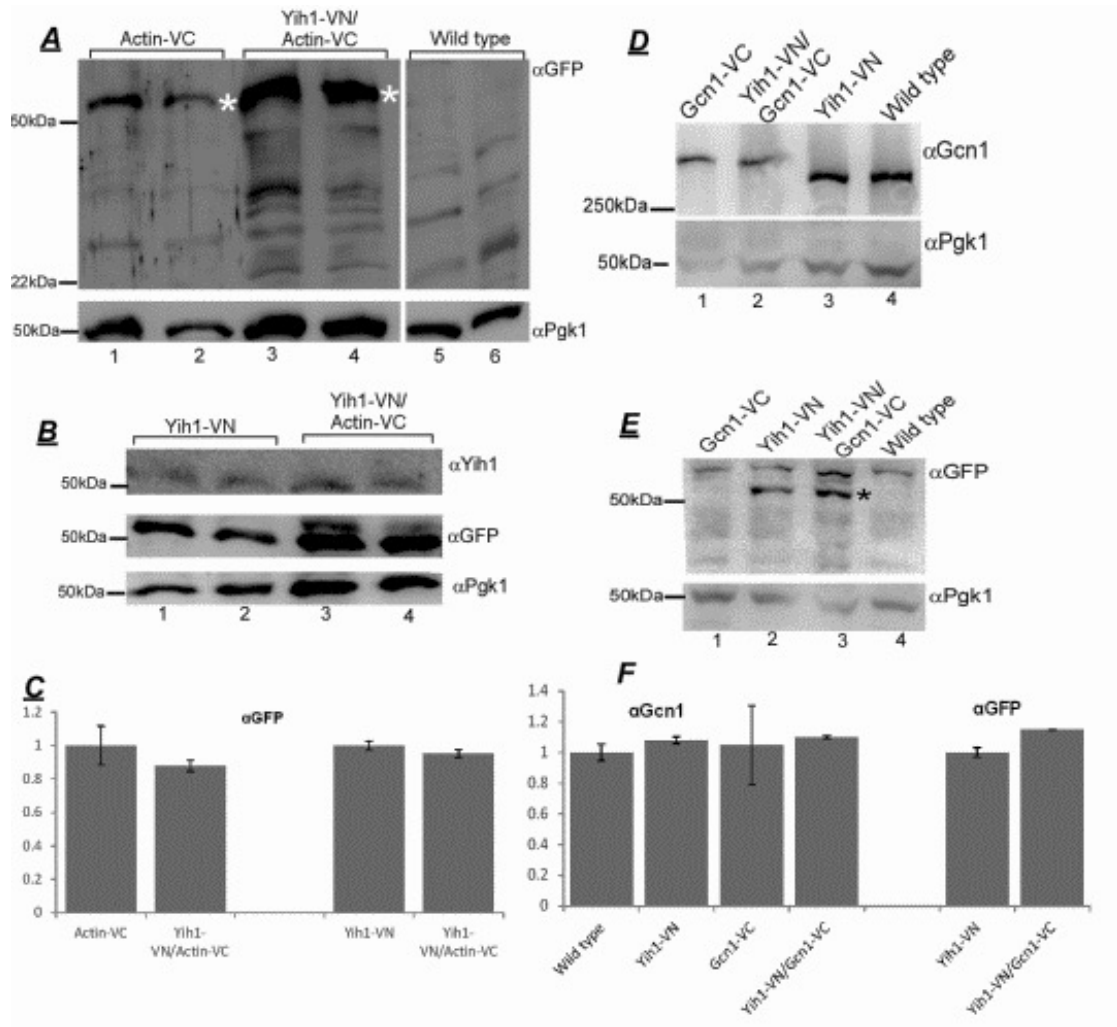 A
Actin-VC
Yih1-VN/
Actin-VC
Wild type
αGFP
50kDa
*
*
22kDa
50kDa
αPgk1
1 2 3 4 5 6
D
Gcn1-VC
Yih1-VN/
Gcn1-VC
Yih1-VN
Wild type
αGcn1
250kDa
αPgk1
50kDa
1 2 3 4
B
Yih1-VN
Yih1-VN/
Actin-VC
αYih1
50kDa
αGFP
50kDa
αPgk1
50kDa
1 2 3 4
E
Gcn1-VC
Yih1-VN
Yih1-VN/
Gcn1-VC
Wild type
αGFP
50kDa
*
50kDa
αPgk1
1 2 3 4
C
αGFP
1.2
1
0.8
0.6
0.4
0.2
0
Actin-VC
Yih1-
VN/Actin-VC
Yih1-VN
Yih1-
VN/Actin-VC
F
αGcn1
αGFP
1.4
1.2
1
0.8
0.6
0.4
0.2
0
Wild type
Yih1-VN
Gcn1-VC
Yih1-VN/Gcn1-VC
Yih1-VN
Yih1-VN/Gcn1-VC